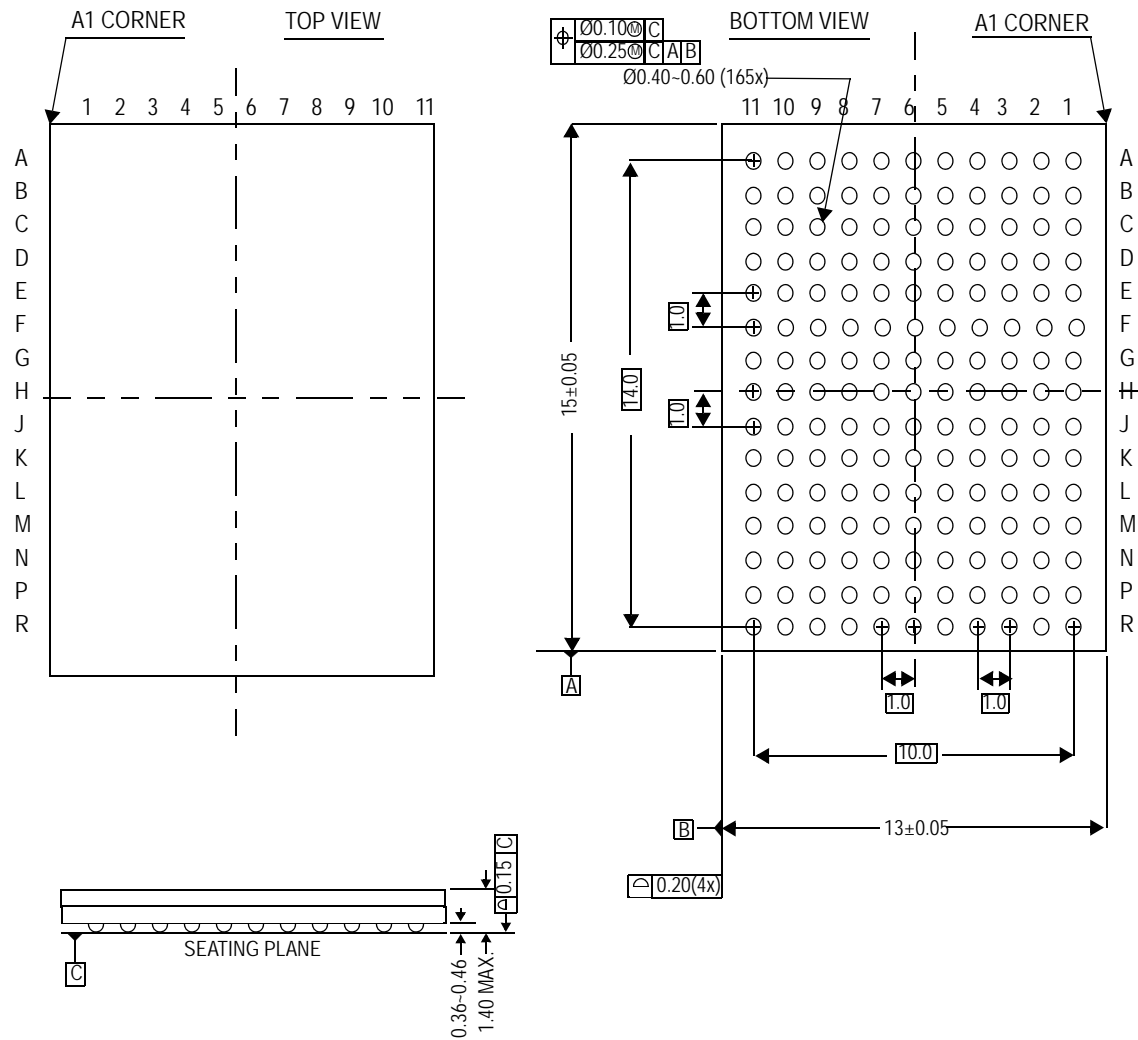 A1 CORNER
TOP VIEW
1 2 3 4 5 6 7 8 9 10 11
A
B
C
D
E
F
G
H
J
K
L
M
N
P
R
Ø0.10Ⓜ C
Ø0.25Ⓜ C A B
BOTTOM VIEW
A1 CORNER
Ø0.40~0.60 (165x)
11 10 9 8 7 6 5 4 3 2 1
A
B
C
D
E
F
G
H
J
K
L
M
N
P
R
1.0
15±0.05
14.0
1.0
A
1.0
1.0
10.0
B
13±0.05
0.20(4x)
0.15 C
SEATING PLANE
C
0.36~0.46
1.40 MAX.